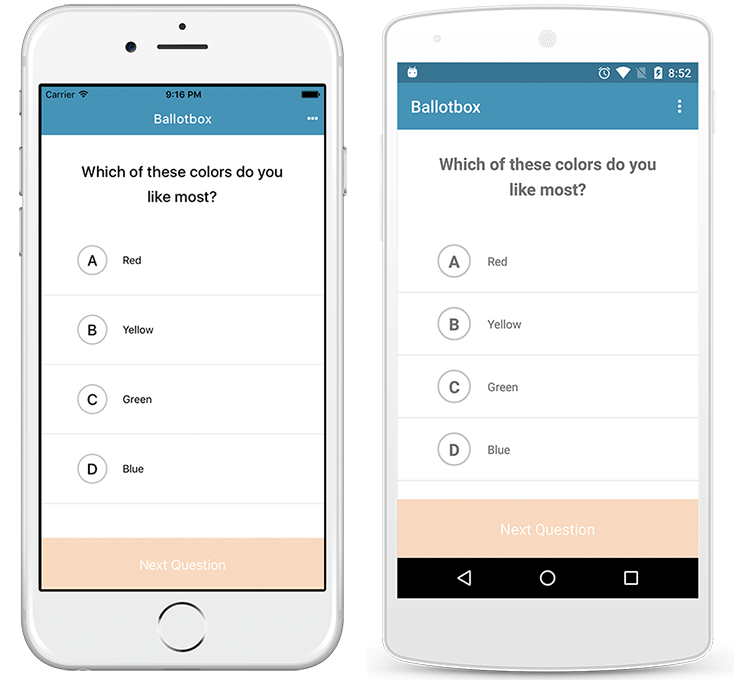 Carrier
9:16 PM
Ballotbox
Which of these colors do you
like most?
A Red
B Yellow
C Green
D Blue
Next Question
8:52
Ballotbox
Which of these colors do you
like most?
A Red
B Yellow
C Green
D Blue
Next Question